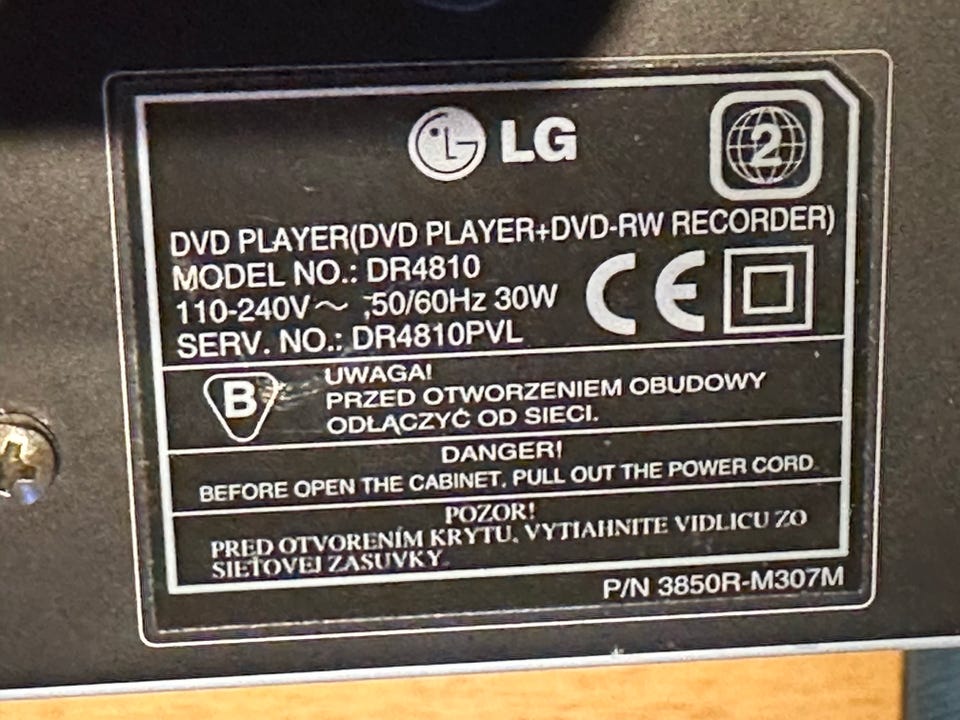 LG
2
DVD PLAYER(DVD PLAYER+DVD-RW RECORDER)
MODEL NO.: DR4810
110-240V～ ,50/60Hz 30W
CE
SERV. NO.: DR4810PVL
B
UWAGA!
PRZED OTWORZENIEM OBUDOWY
ODŁĄCZYĆ OD SIECI.
DANGER!
BEFORE OPEN THE CABINET, PULL OUT THE POWER CORD.
POZOR!
PRED OTVORENÍM KRYTU, VYTIAHNITE VIDLICU ZO
SIEŤOVEJ ZASUVKY.
P/N 3850R-M307M